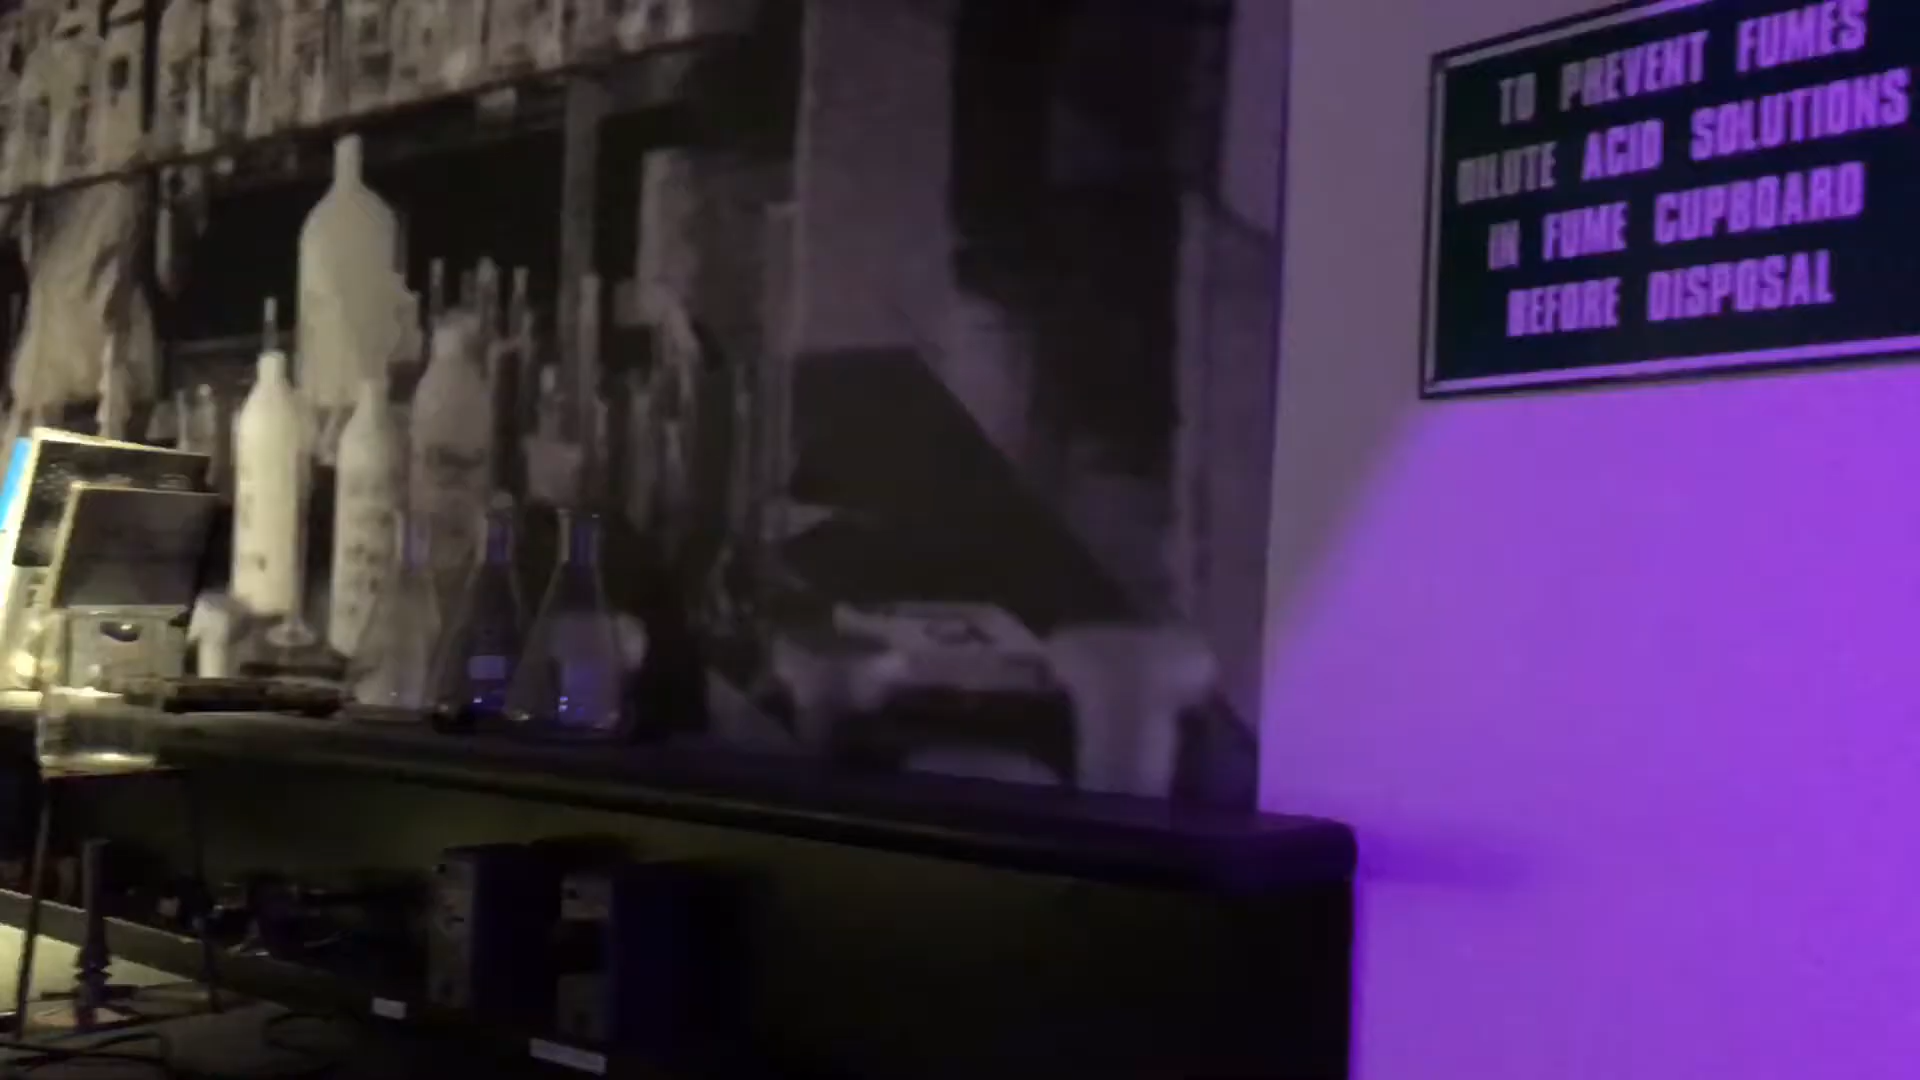 TO PREVENT FUMES
DILUTE ACID SOLUTIONS
IN FUME CUPBOARD
BEFORE DISPOSAL